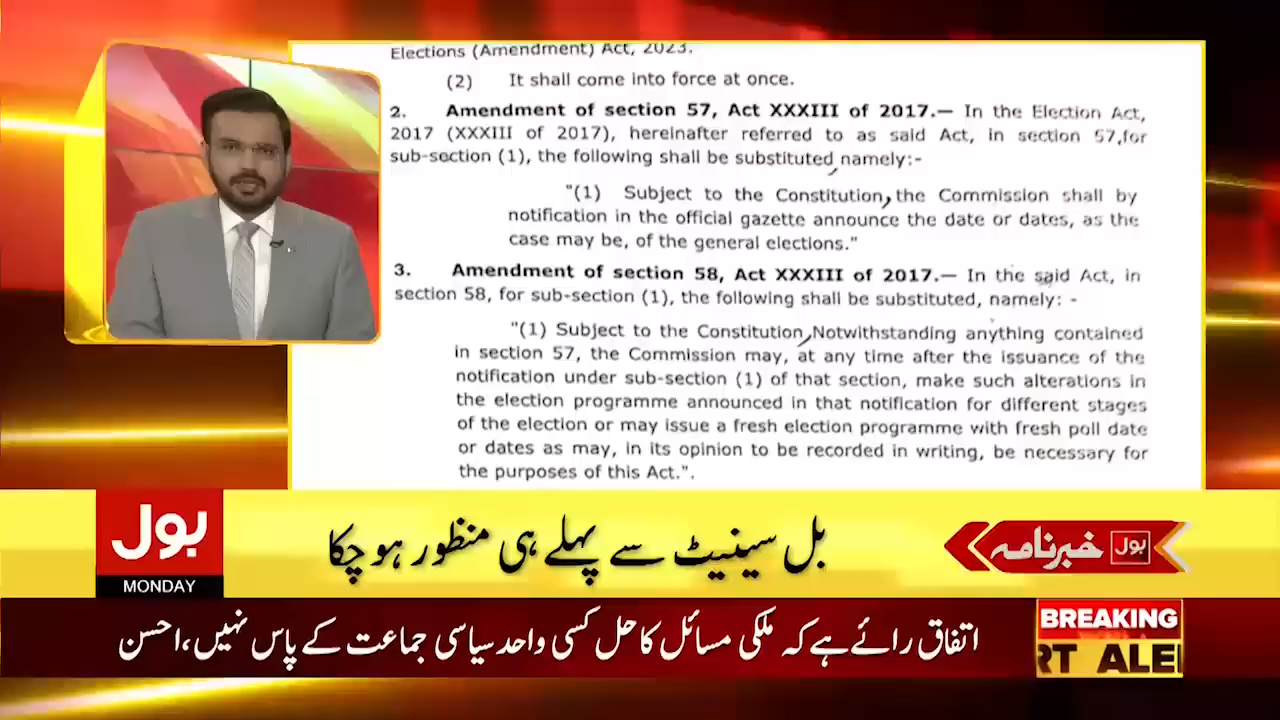 Elections (Amendment) Act, 2023.
(2) It shall come into force at once.
2. Amendment of section 57, Act XXXIII of 2017.— In the Election Act,
2017 (XXXIII of 2017), hereinafter referred to as said Act, in section 57,for
sub-section (1), the following shall be substituted, namely:-
"(1) Subject to the Constitution, the Commission shall by
notification in the official gazette announce the date or dates, as the
case may be, of the general elections."
3. Amendment of section 58, Act XXXIII of 2017.— In the said Act, in
section 58, for sub-section (1), the following shall be substituted, namely: -
"(1) Subject to the Constitution, Notwithstanding anything contained
in section 57, the Commission may, at any time after the issuance of the
notification under sub-section (1) of that section, make such alterations in
the election programme announced in that notification for different stages
of the election or may issue a fresh election programme with fresh poll date
or dates as may, in its opinion to be recorded in writing, be necessary for
the purposes of this Act.".
بول
MONDAY
بل سینیٹ سے پہلے ہی منظور ہو چکا
بول خبرنامہ
BREAKING
RT ALE
اتفاق رائے ہے کہ ملکی مسائل کا حل کسی واحد سیاسی جماعت کے پاس نہیں، احسن